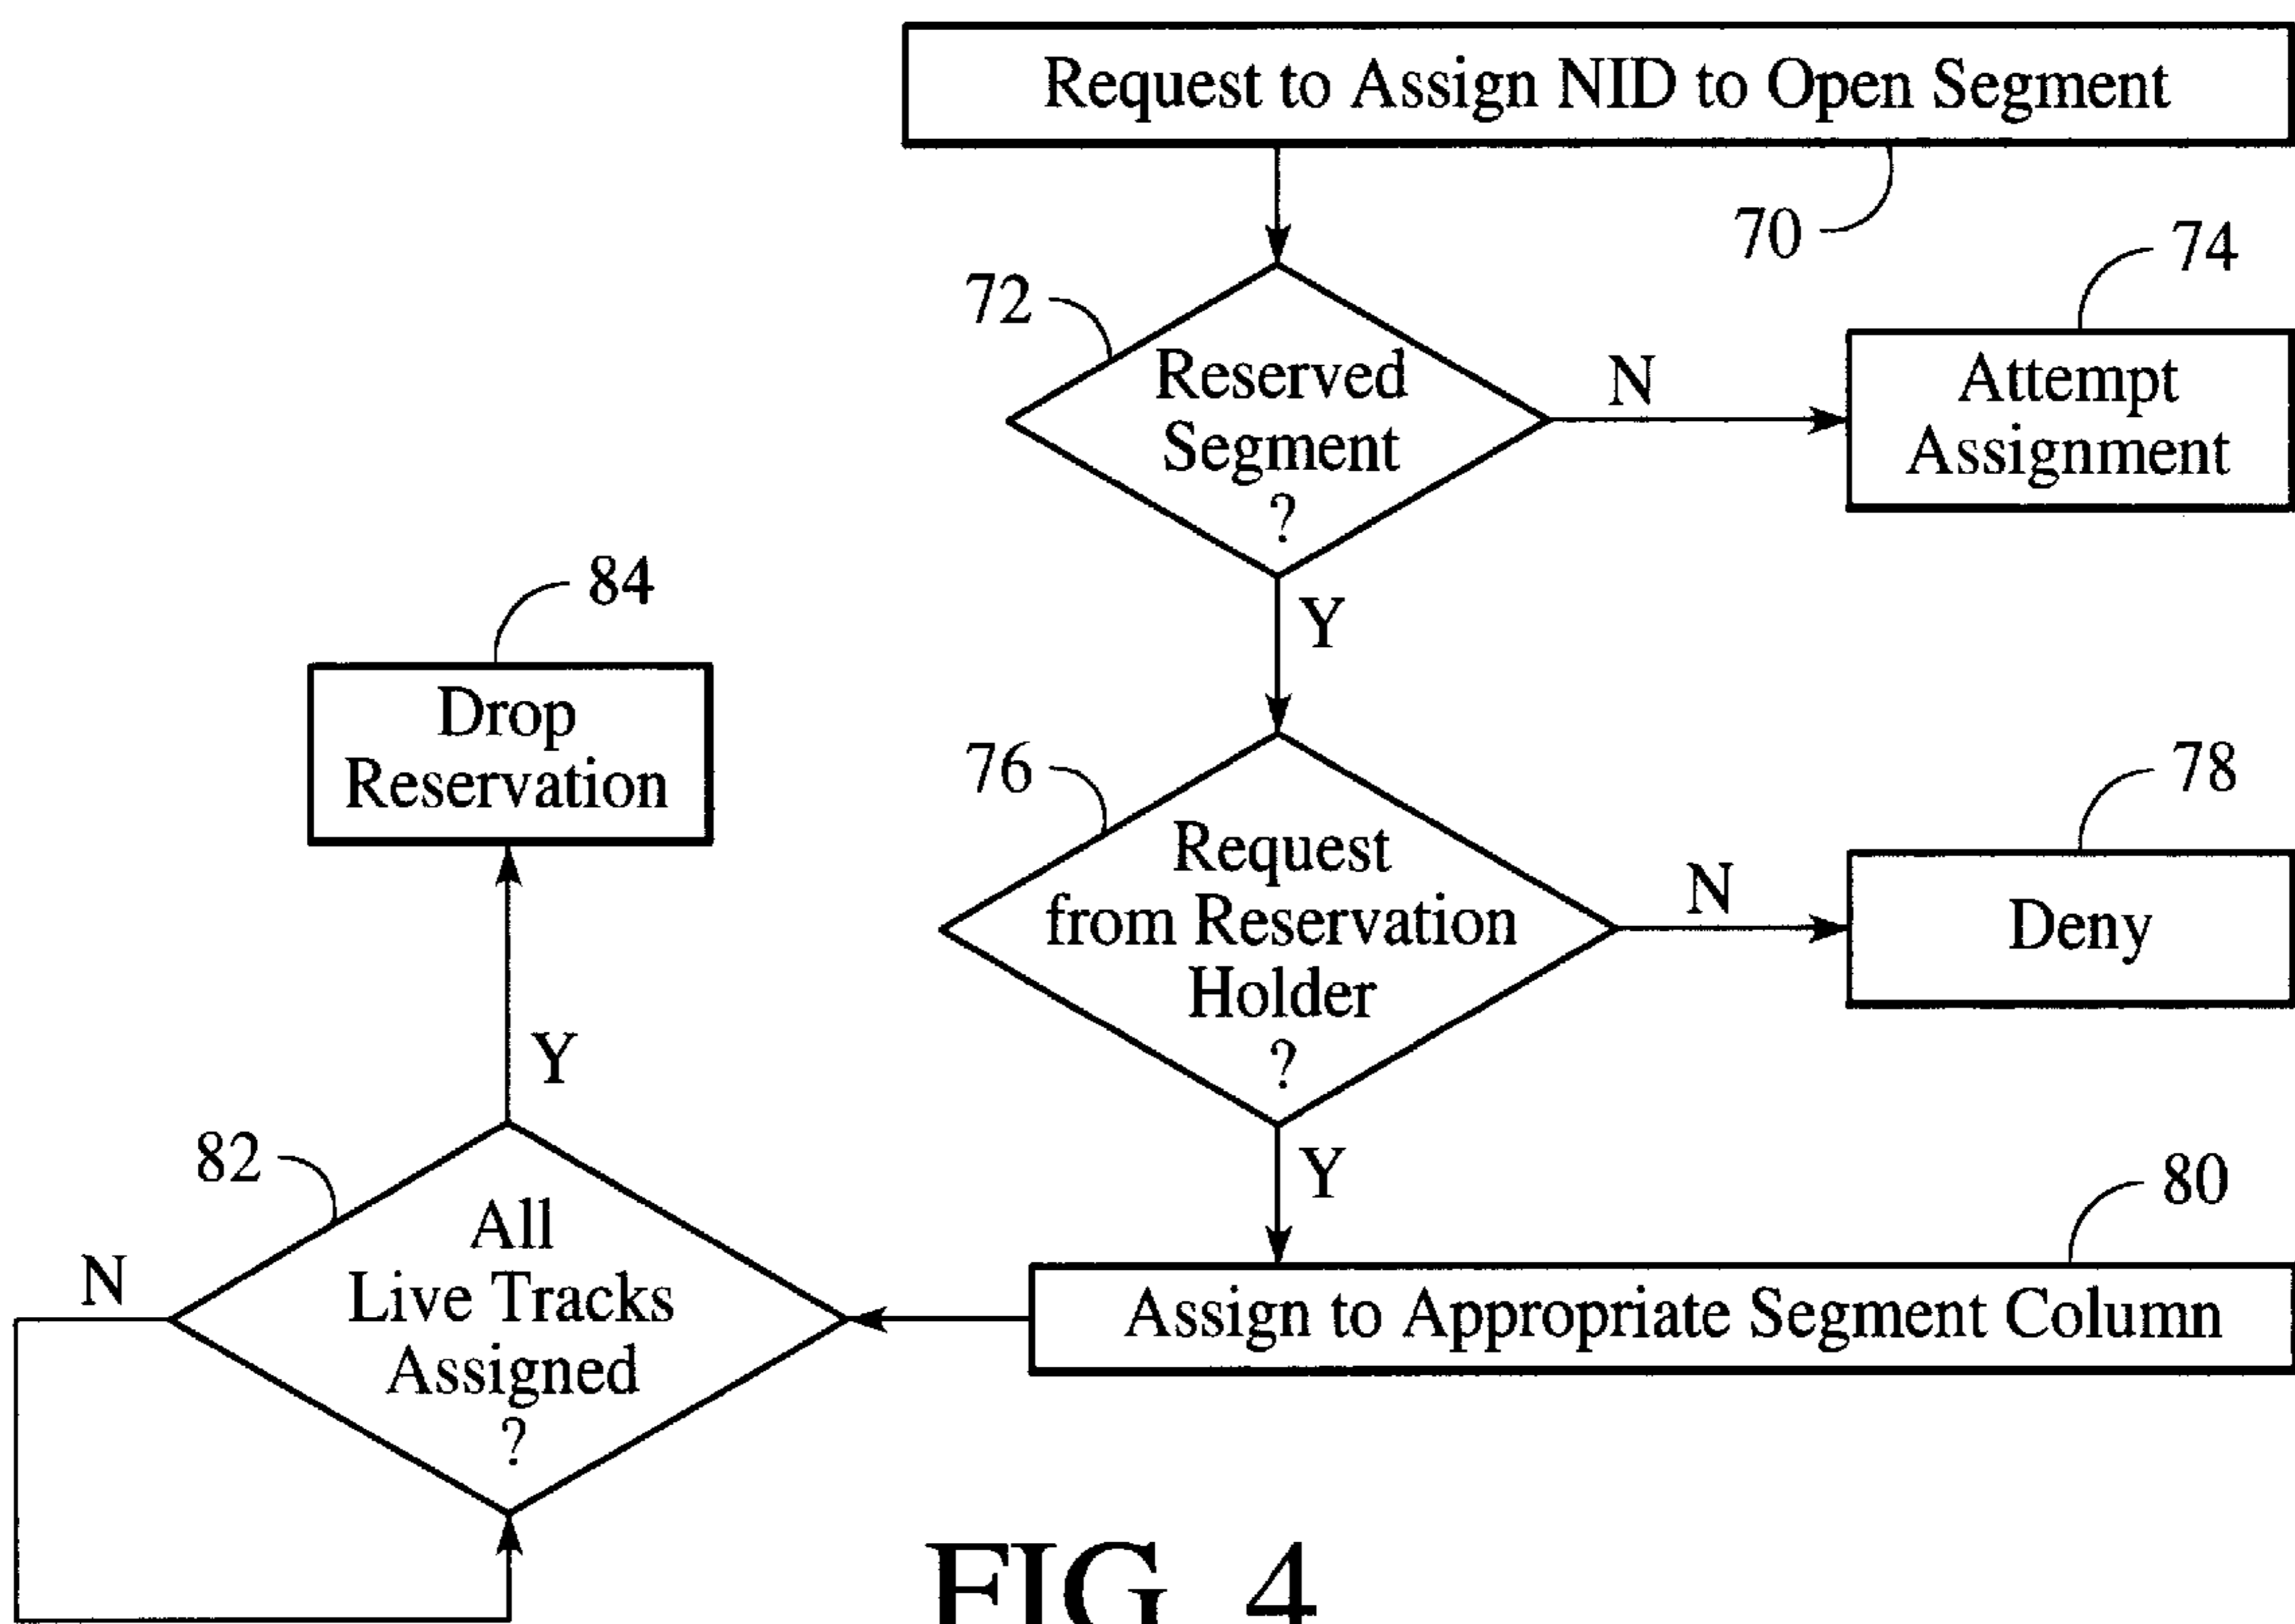 Request to Assign NID to Open Segment
70
72
Reserved
Segment
?
N
74
Attempt
Assignment
Y
84
Drop
Reservation
76
Request
from Reservation
Holder
?
N
78
Deny
Y
Y
82
All
Live Tracks
Assigned
?
N
80
Assign to Appropriate Segment Column
FIG. 4